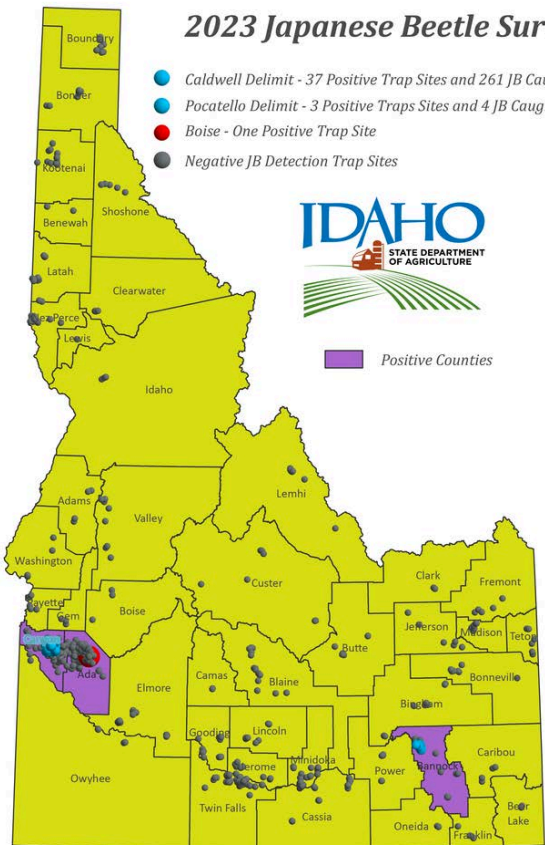 2023 Japanese Beetle Sur
Caldwell Delimit - 37 Positive Trap Sites and 261 JB Cau
Pocatello Delimit - 3 Positive Traps Sites and 4 JB Caug
Boise - One Positive Trap Site
Negative JB Detection Trap Sites
IDAHO
STATE DEPARTMENT
OF AGRICULTURE
Positive Counties
Boundary
Bonner
Kootenai
Shoshone
Benewah
Latah
Clearwater
Nez Perce
Lewis
Idaho
Lemhi
Adams
Valley
Washington
Custer
Clark
Fremont
Payette
Gem
Boise
Jefferson
Madison
Teton
Butte
Ada
Elmore
Camas
Blaine
Bonneville
Bingham
Gooding
Lincoln
Jerome
Minidoka
Power
Bannock
Caribou
Owyhee
Twin Falls
Cassia
Oneida
Franklin
Bear
Lake